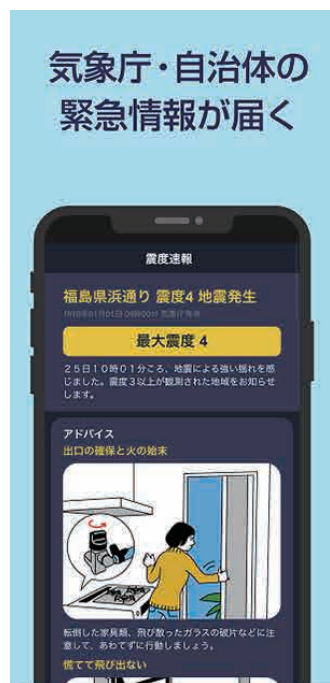 気象庁・自治体の
緊急情報が届く
震度速報
福島県浜通り 震度4 地震発生
最大震度 4
25日10時01分ころ、地震による強い揺れを感
じました。震度3以上が観測された地域をお知らせ
します。
アドバイス
出口の確保と火の始末
転倒した家具類、飛び散ったガラスの破片などに注
意して、あわてずに行動しましょう。
慌てて飛び出ない